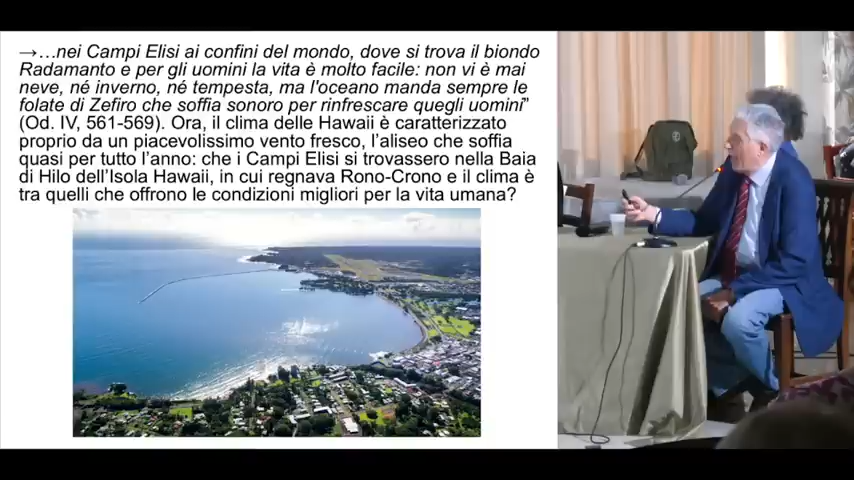 →…nei Campi Elisi ai confini del mondo, dove si trova il biondo
Radamanto e per gli uomini la vita è molto facile: non vi è mai
neve, né inverno, né tempesta, ma l'oceano manda sempre le
folate di Zefiro che soffia sonoro per rinfrescare quegli uomini”
(Od. IV, 561-569). Ora, il clima delle Hawaii è caratterizzato
proprio da un piacevolissimo vento fresco, l’aliseo che soffia
quasi per tutto l’anno: che i Campi Elisi si trovassero nella Baia
di Hilo dell’Isola Hawaii, in cui regnava Rono-Crono e il clima è
tra quelli che offrono le condizioni migliori per la vita umana?